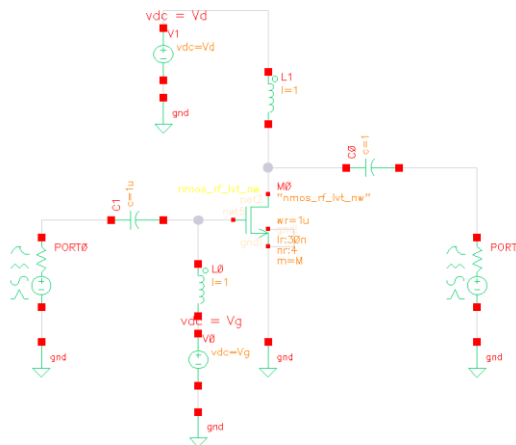 vdc = Vd
V1
vdc=Vd
gnd
L1
l=1
C0
c=1
nmos_rf_lvt_nw
M0
"nmos_rf_lvt_nw"
wr=1u
lr:30n
nr:4
m=M
C1
c=1u
PORT0
PORT
L0
l=1
vdc = Vg
V0
vdc=Vg
gnd
gnd
gnd
gnd